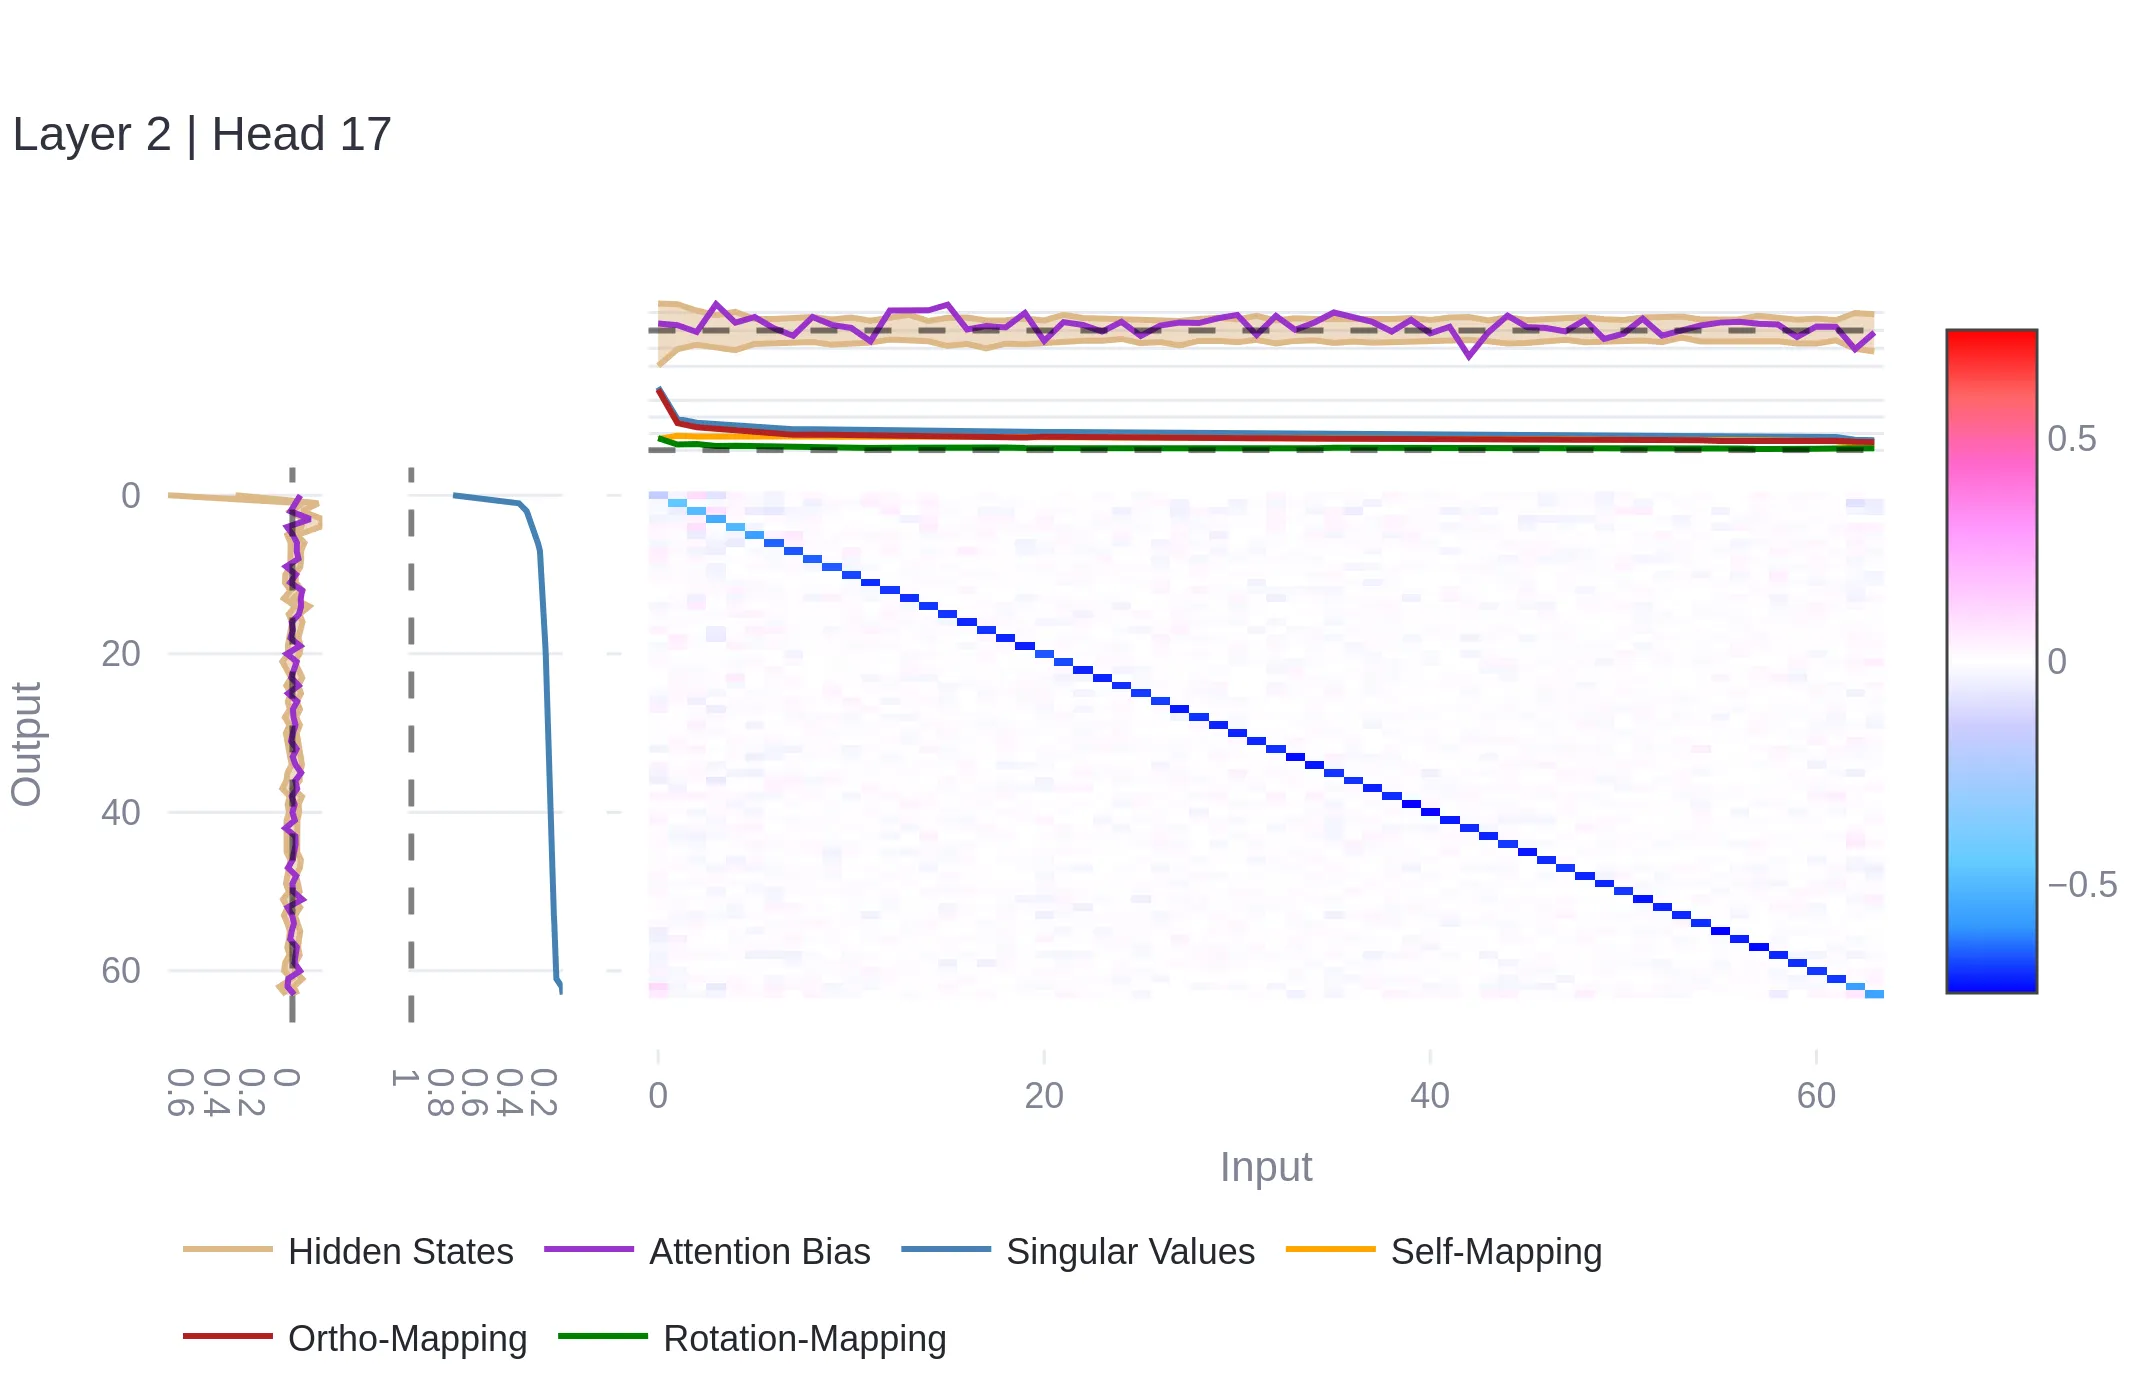 Layer 2 | Head 17
0
20
40
60
Output
0.6
0.4
0.2
0
1
0.8
0.6
0.4
0.2
0
20
40
60
Input
0.5
0
−0.5
Hidden States
Attention Bias
Singular Values
Self-Mapping
Ortho-Mapping
Rotation-Mapping